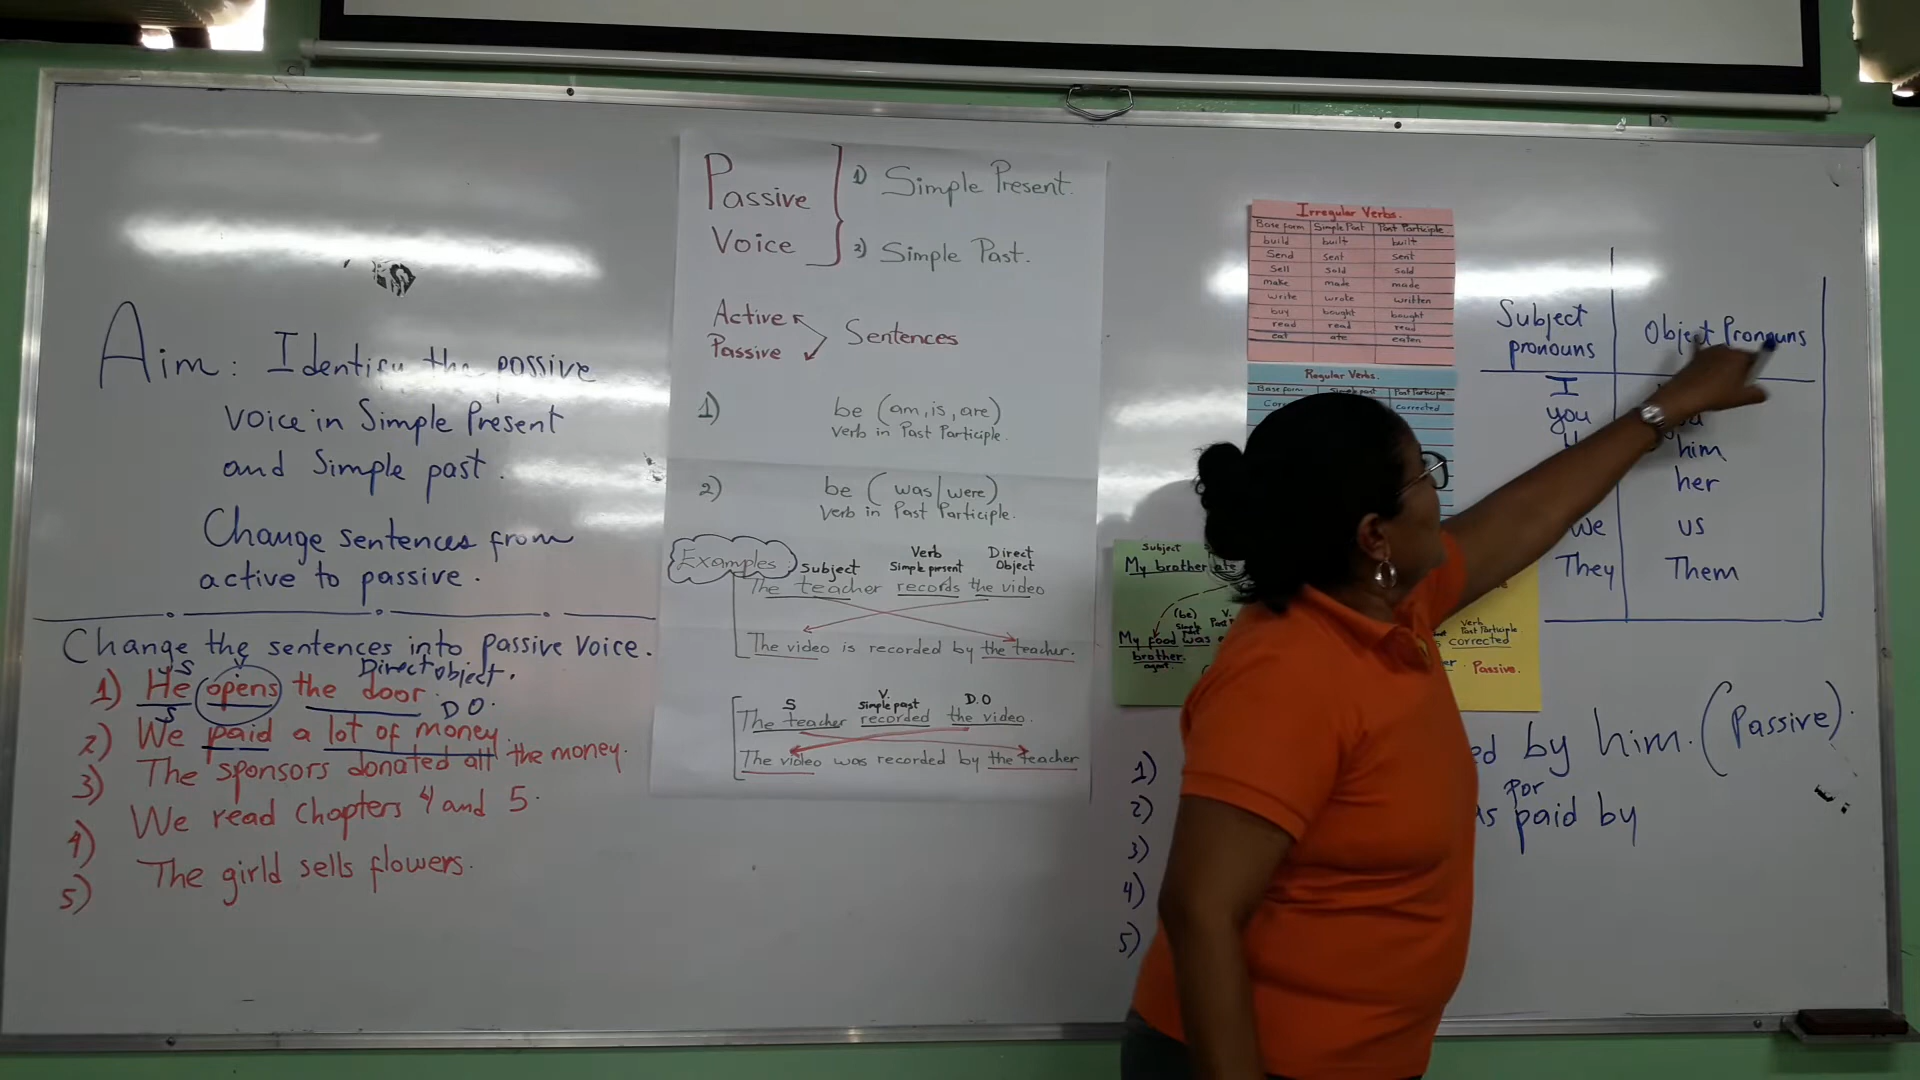 Aim: Identify the passive
voice in Simple Present
and Simple past.
Change sentences from
active to passive.
Change the sentences into passive voice.
S V Direct object.
1) He opens the door.
S D O.
2) We paid a lot of money.
3) The sponsors donated all the money.
4) We read chapters 4 and 5.
5) The girld sells flowers.
Passive
Voice
1) Simple Present.
2) Simple Past.
Active
Passive
Sentences
1) be (am, is, are)
verb in Past Participle.
2) be (was/were)
Verb in Past Participle.
Examples
Subject Verb Simple present Direct Object
The teacher records the video
The video is recorded by the teacher.
S V. Simple past D.O
The teacher recorded the video.
The video was recorded by the teacher
Irregular Verbs.
Base form Simple Past Past Participle
build built built
Send sent sent
Sell sold sold
make made made
write wrote written
buy bought bought
read read read
eat ate eaten
Regular Verbs.
Base form Simple past Past Participle
corrected
Subject
My brother ate
(be)
My food was
brother.
agent.
verb
Past Participle
corrected
Passive.
Subject
pronouns
Object Pronouns
I
you
him
her
We us
They Them
1) by him. (Passive).
por
2) paid by
3)
4)
5)